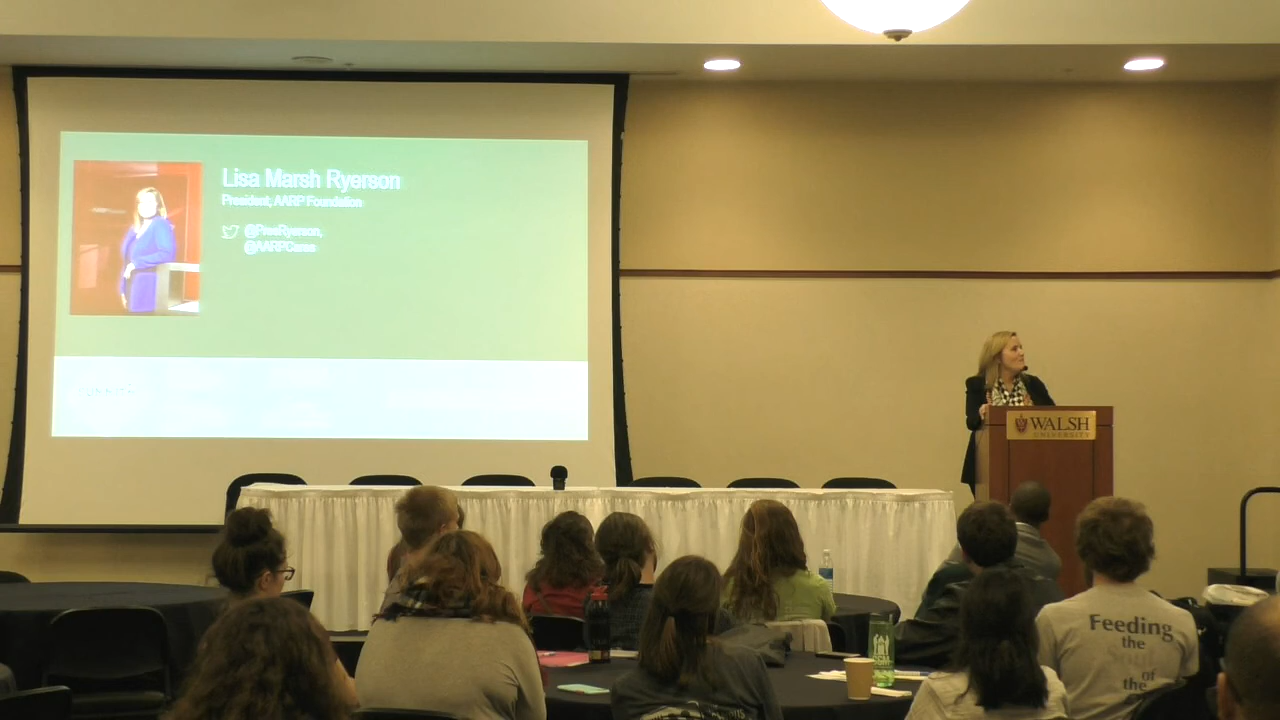 Lisa Marsh Ryerson
President, AARP Foundation
@PresRyerson,
@AARPCares
WALSH
UNIVERSITY
Feeding
the
of
the